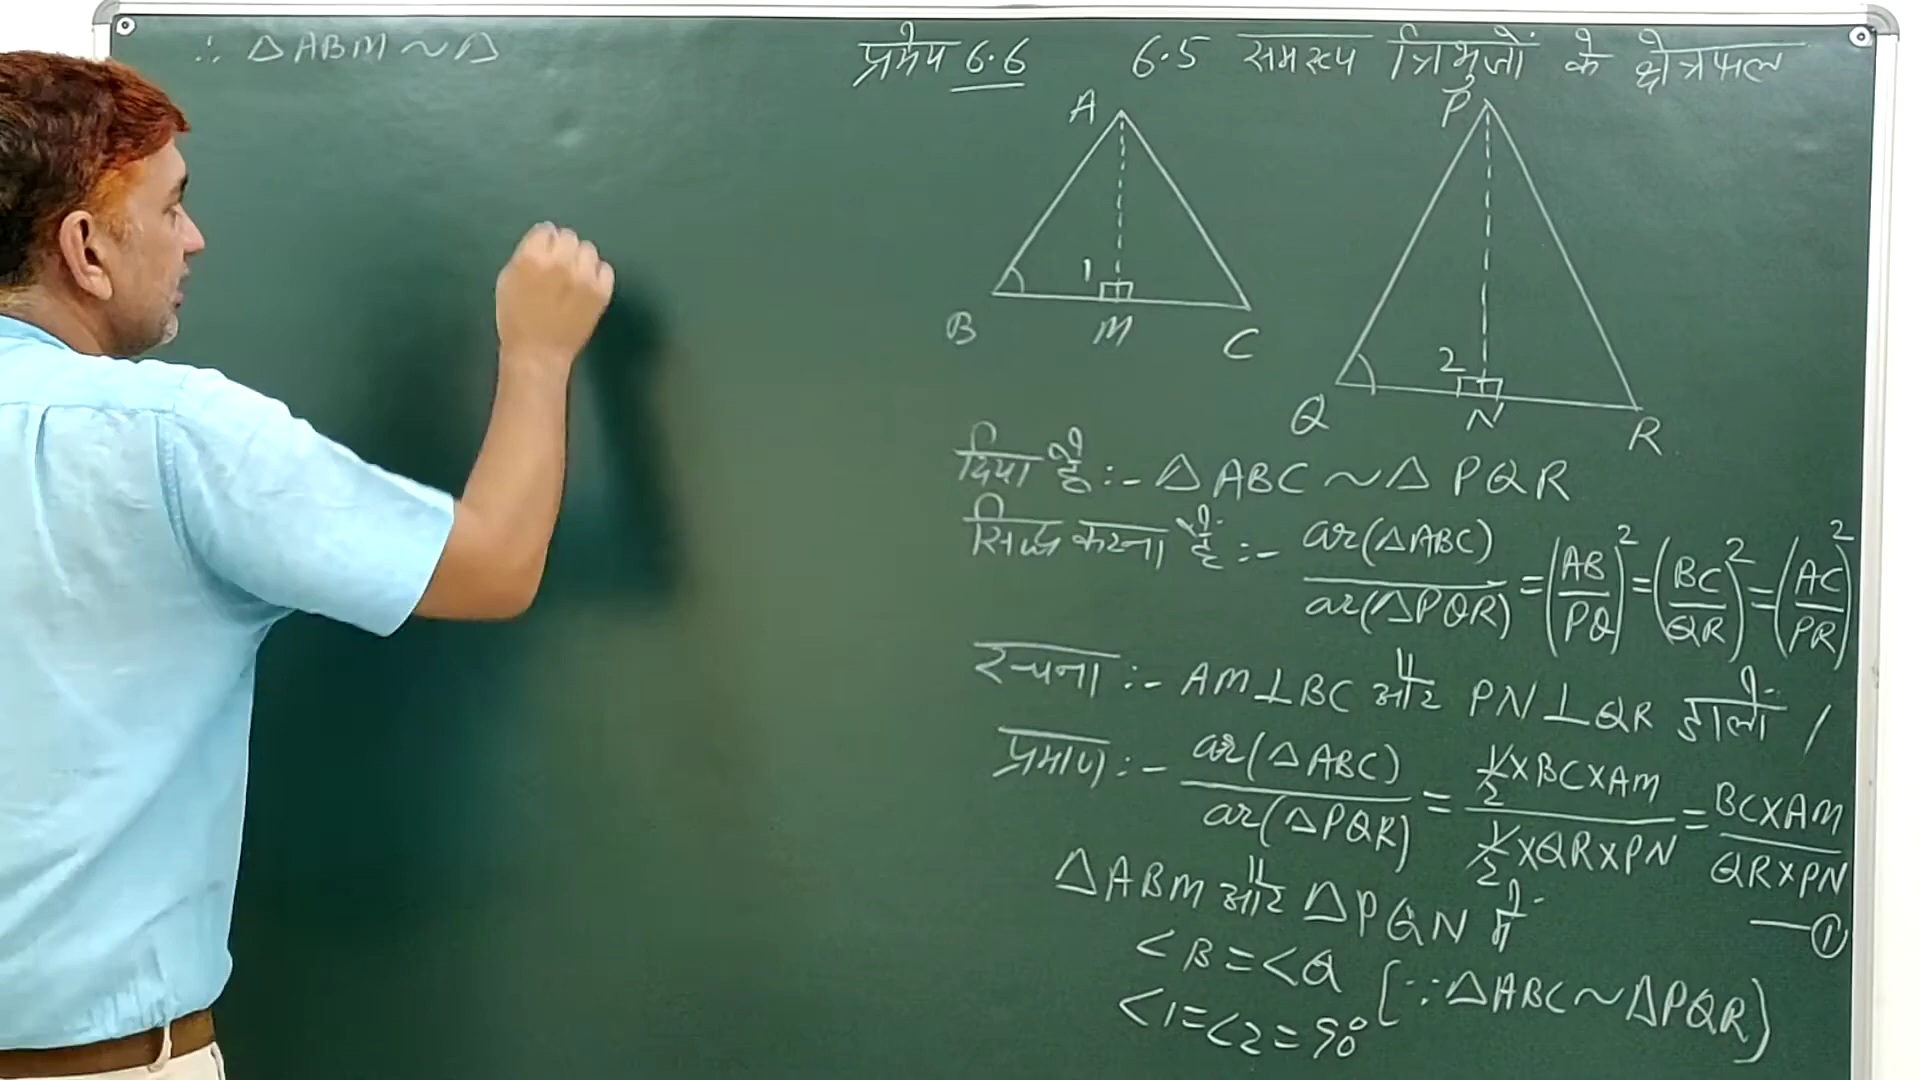 ∴ △ABM ~ △
प्रमेय 6.6 6.5 समरूप त्रिभुजों के क्षेत्रफल
A P
1
B M C
2
Q N R
दिया है :- △ABC ~ △PQR
सिद्ध करना है :- ar(△ABC)/ar(△PQR) = (AB/PQ)² = (BC/QR)² = (AC/PR)²
रचना :- AM⊥BC और PN⊥QR डालो ।
प्रमाण :- ar(△ABC)/ar(△PQR) = (1/2×BC×AM)/(1/2×QR×PN) = (BC×AM)/(QR×PN) —①
△ABM और △PQN में
∠B = ∠Q [∵ △ABC ~ △PQR)
∠1 = ∠2 = 90°